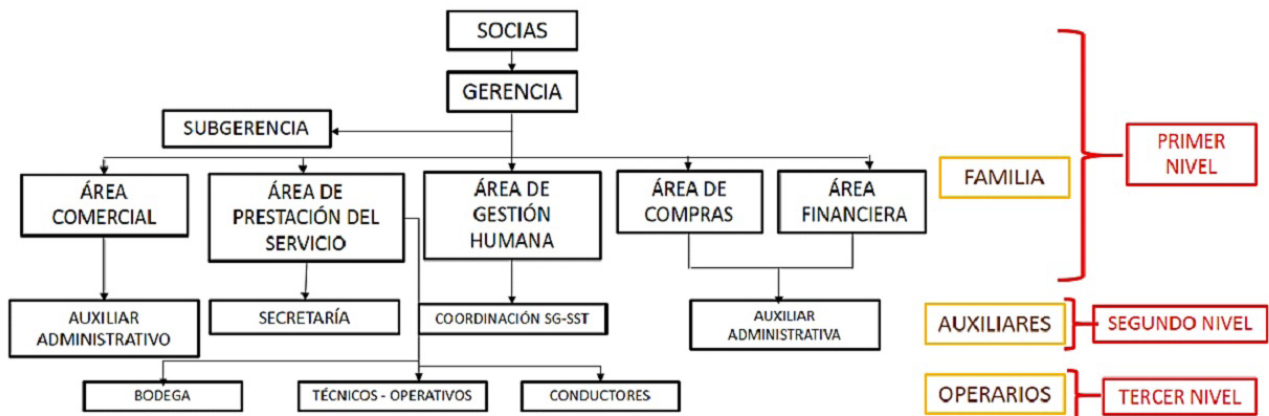 SOCIAS
GERENCIA
SUBGERENCIA
ÁREA
COMERCIAL
ÁREA DE
PRESTACIÓN DEL
SERVICIO
ÁREA DE
GESTIÓN
HUMANA
ÁREA DE
COMPRAS
ÁREA
FINANCIERA
FAMILIA
PRIMER
NIVEL
AUXILIAR
ADMINISTRATIVO
SECRETARÍA
COORDINACIÓN SG-SST
AUXILIAR
ADMINISTRATIVA
AUXILIARES
SEGUNDO NIVEL
BODEGA
TÉCNICOS - OPERATIVOS
CONDUCTORES
OPERARIOS
TERCER NIVEL